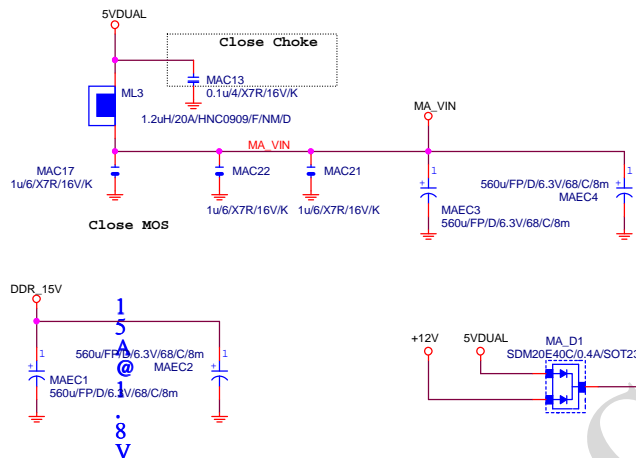 5VDUAL
Close Choke
MAC13
0.1u/4/X7R/16V/K
ML3
1.2uH/20A/HNC0909/F/NM/D
MA_VIN
MA_VIN
MAC17
1u/6/X7R/16V/K
MAC22
1u/6/X7R/16V/K
MAC21
1u/6/X7R/16V/K
1
+
MAEC3
560u/FP/D/6.3V/68/C/8m
1
560u/FP/D/6.3V/68/C/8m
+
MAEC4
Close MOS
DDR_15V
15A@1.8V
1
+
MAEC1
560u/FP/D/6.3V/68/C/8m
1
560u/FP/D/6.3V/68/C/8m
+
MAEC2
+12V
5VDUAL
MA_D1
SDM20E40C/0.4A/SOT23